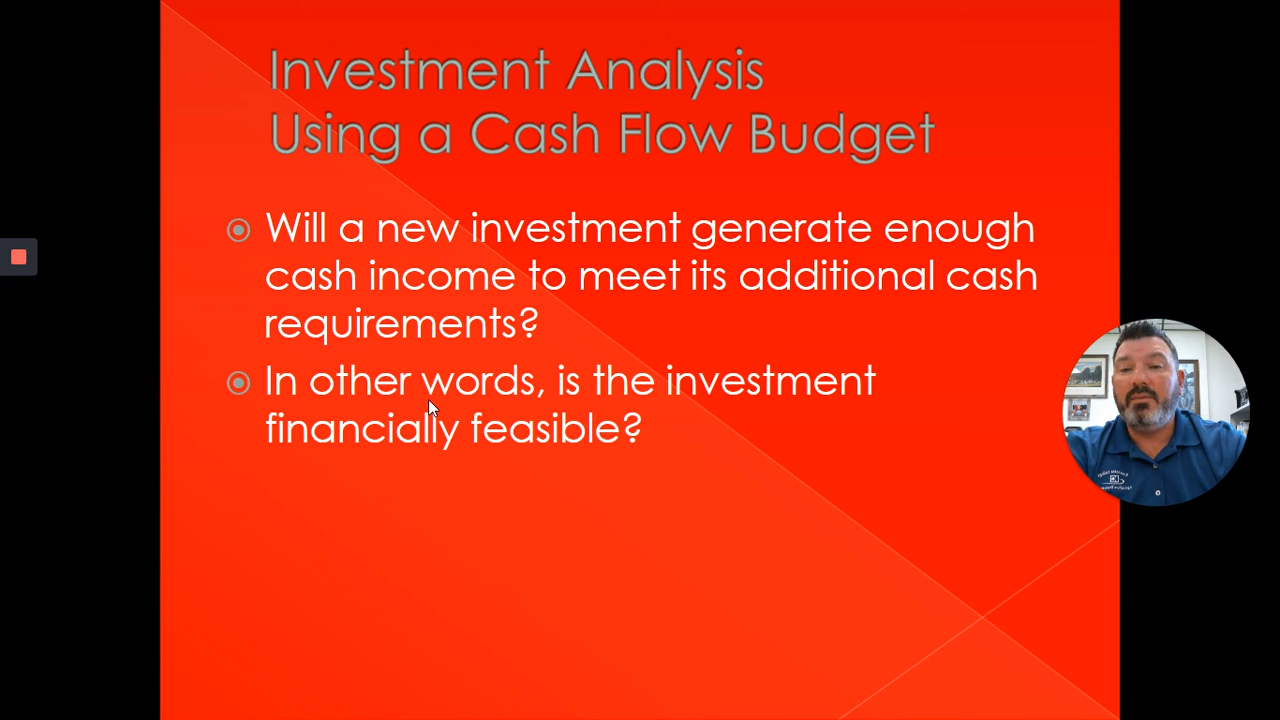 Investment Analysis
Using a Cash Flow Budget
Will a new investment generate enough
cash income to meet its additional cash
requirements?
In other words, is the investment
financially feasible?